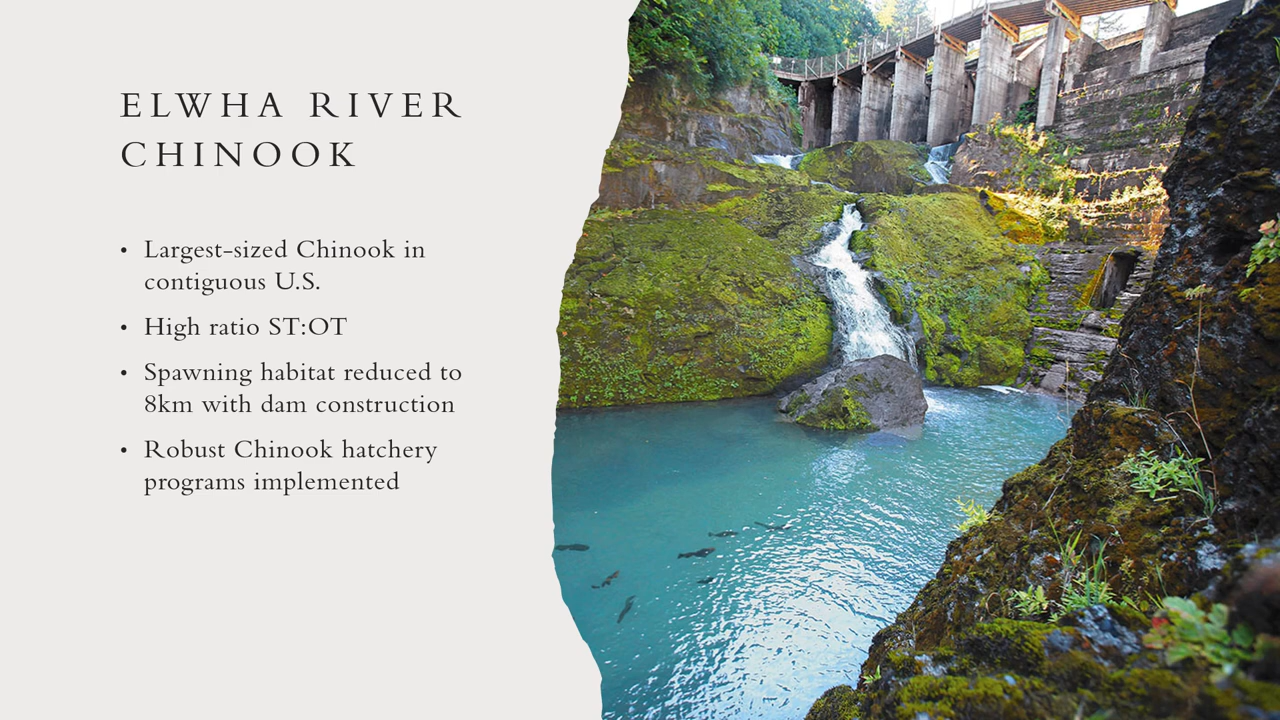 ELWHA RIVER
CHINOOK
• Largest-sized Chinook in
contiguous U.S.
• High ratio ST:OT
• Spawning habitat reduced to
8km with dam construction
• Robust Chinook hatchery
programs implemented